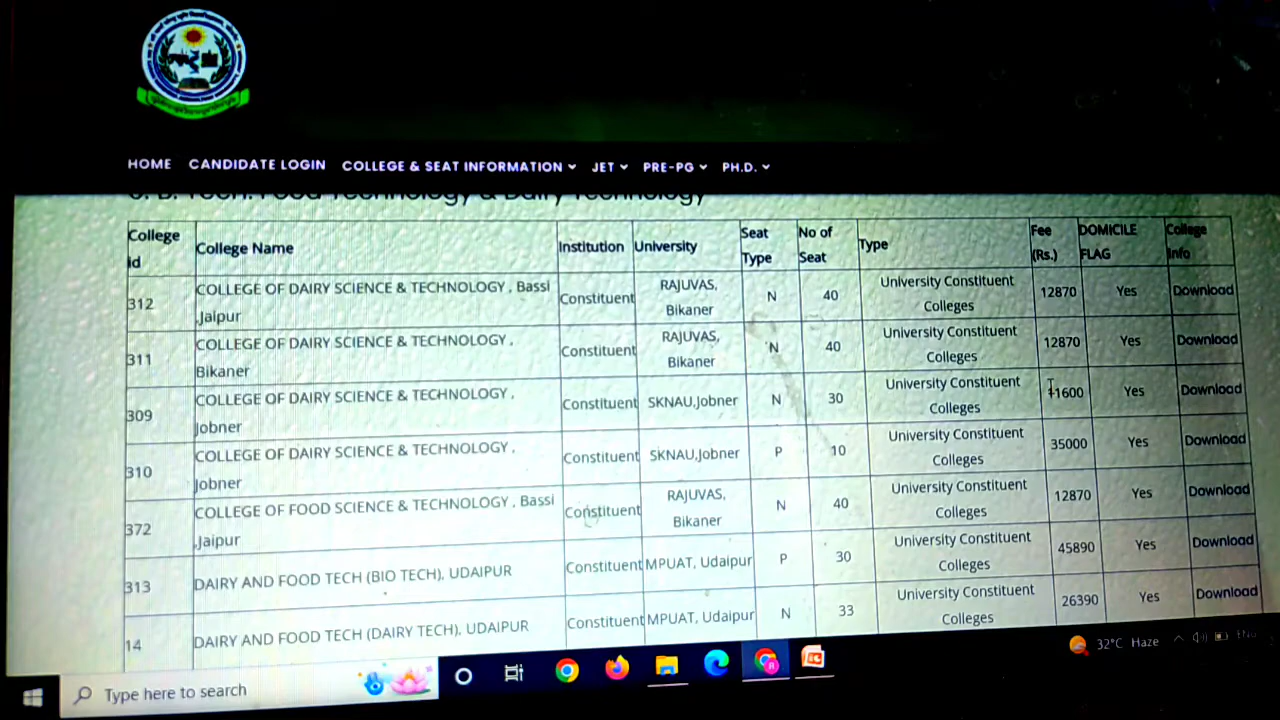 HOME CANDIDATE LOGIN COLLEGE & SEAT INFORMATION JET PRE-PG PH.D.
B. Tech. Food Technology & Dairy Technology
College id College Name Institution University Seat Type No of Seat Type Fee (Rs.) DOMICILE FLAG College Info
312 COLLEGE OF DAIRY SCIENCE & TECHNOLOGY , Bassi ,Jaipur Constituent RAJUVAS, Bikaner N 40 University Constituent Colleges 12870 Yes Download
311 COLLEGE OF DAIRY SCIENCE & TECHNOLOGY , Bikaner Constituent RAJUVAS, Bikaner N 40 University Constituent Colleges 12870 Yes Download
309 COLLEGE OF DAIRY SCIENCE & TECHNOLOGY , Jobner Constituent SKNAU,Jobner N 30 University Constituent Colleges 11600 Yes Download
310 COLLEGE OF DAIRY SCIENCE & TECHNOLOGY , Jobner Constituent SKNAU,Jobner P 10 University Constituent Colleges 35000 Yes Download
372 COLLEGE OF FOOD SCIENCE & TECHNOLOGY , Bassi ,Jaipur Constituent RAJUVAS, Bikaner N 40 University Constituent Colleges 12870 Yes Download
313 DAIRY AND FOOD TECH (BIO TECH), UDAIPUR Constituent MPUAT, Udaipur P 30 University Constituent Colleges 45890 Yes Download
14 DAIRY AND FOOD TECH (DAIRY TECH), UDAIPUR Constituent MPUAT, Udaipur N 33 University Constituent Colleges 26390 Yes Download
32°C Haze
Type here to search